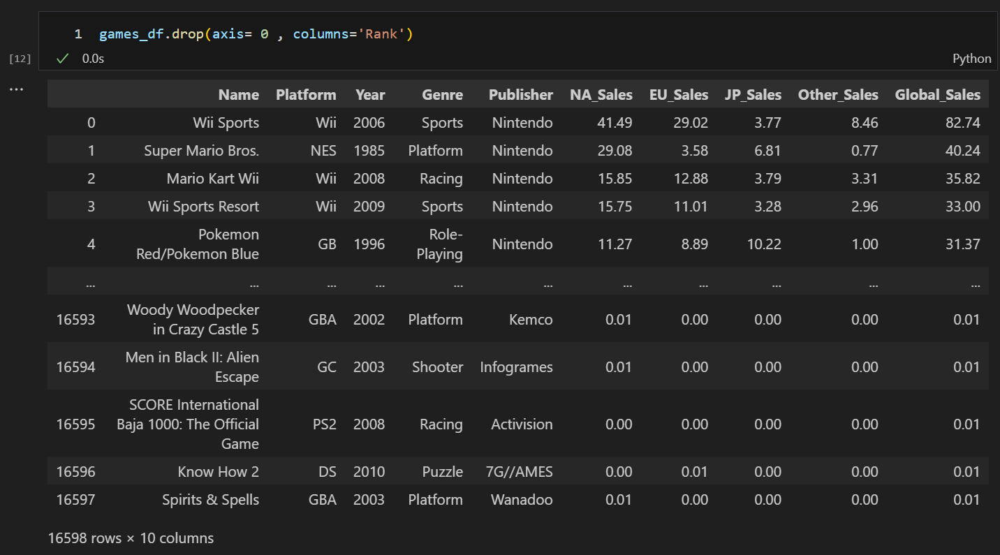 1 games_df.drop(axis= 0 , columns='Rank')
[12] ✓ 0.0s Python
...
Name Platform Year Genre Publisher NA_Sales EU_Sales JP_Sales Other_Sales Global_Sales
0 Wii Sports Wii 2006 Sports Nintendo 41.49 29.02 3.77 8.46 82.74
1 Super Mario Bros. NES 1985 Platform Nintendo 29.08 3.58 6.81 0.77 40.24
2 Mario Kart Wii Wii 2008 Racing Nintendo 15.85 12.88 3.79 3.31 35.82
3 Wii Sports Resort Wii 2009 Sports Nintendo 15.75 11.01 3.28 2.96 33.00
Pokemon Role-
4 GB 1996 Nintendo 11.27 8.89 10.22 1.00 31.37
Red/Pokemon Blue Playing
... ... ... ... ... ... ... ... ... ... ...
Woody Woodpecker
16593 GBA 2002 Platform Kemco 0.01 0.00 0.00 0.00 0.01
in Crazy Castle 5
Men in Black II: Alien
16594 GC 2003 Shooter Infogrames 0.01 0.00 0.00 0.00 0.01
Escape
SCORE International
16595 Baja 1000: The Official PS2 2008 Racing Activision 0.00 0.00 0.00 0.00 0.01
Game
16596 Know How 2 DS 2010 Puzzle 7G//AMES 0.00 0.01 0.00 0.00 0.01
16597 Spirits & Spells GBA 2003 Platform Wanadoo 0.01 0.00 0.00 0.00 0.01
16598 rows × 10 columns